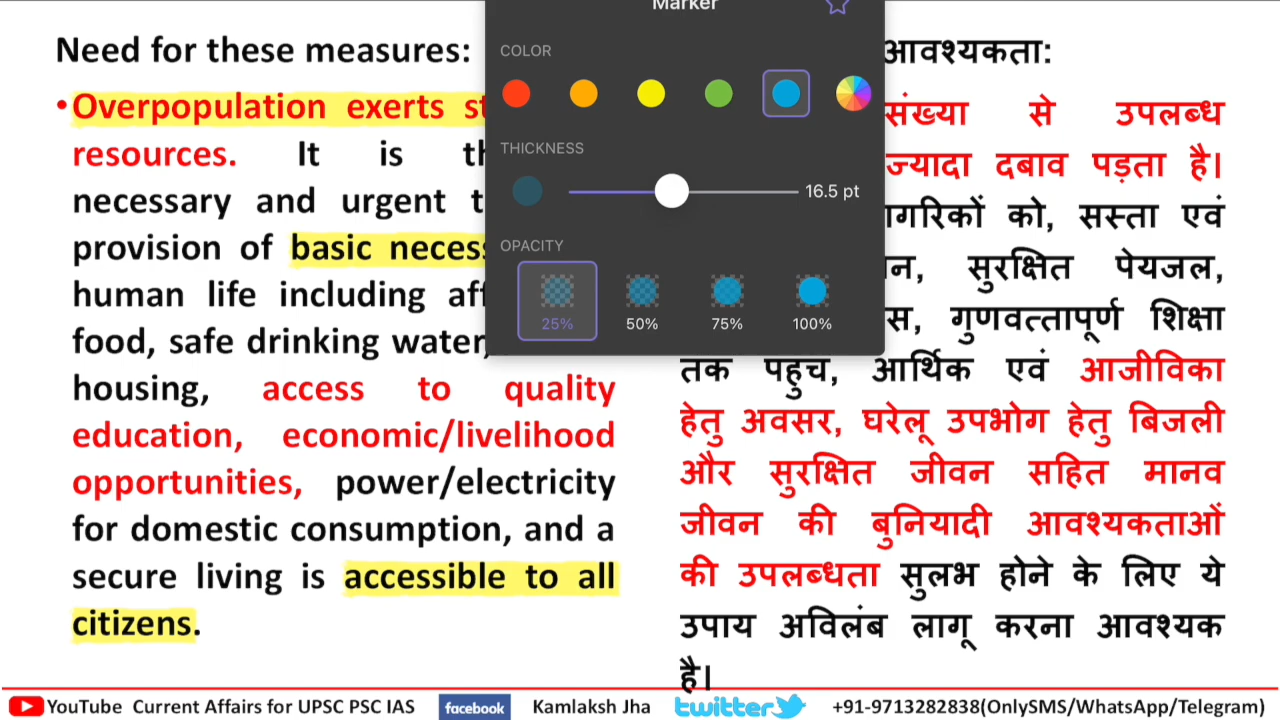 Need for these measures:
• Overpopulation exerts
resources. It is
necessary and urgent
provision of basic
human life including
food, safe drinking water,
housing, access to quality
education, economic/livelihood
opportunities, power/electricity
for domestic consumption, and a
secure living is accessible to all
citizens.
Marker
COLOR
THICKNESS
16.5 pt
OPACITY
25% 50% 75% 100%
आवश्यकता:
से उपलब्ध
ज्यादा दबाव पड़ता है।
को, सस्ता एवं
सुरक्षित पेयजल,
गुणवत्तापूर्ण शिक्षा
तक पहुंच, आर्थिक एवं आजीविका
हेतु अवसर, घरेलू उपभोग हेतु बिजली
और सुरक्षित जीवन सहित मानव
जीवन की बुनियादी आवश्यकताओं
की उपलब्धता सुलभ होने के लिए ये
उपाय अविलंब लागू करना आवश्यक
है।
YouTube Current Affairs for UPSC PSC IAS facebook Kamlaksh Jha twitter +91-9713282838(OnlySMS/WhatsApp/Telegram)